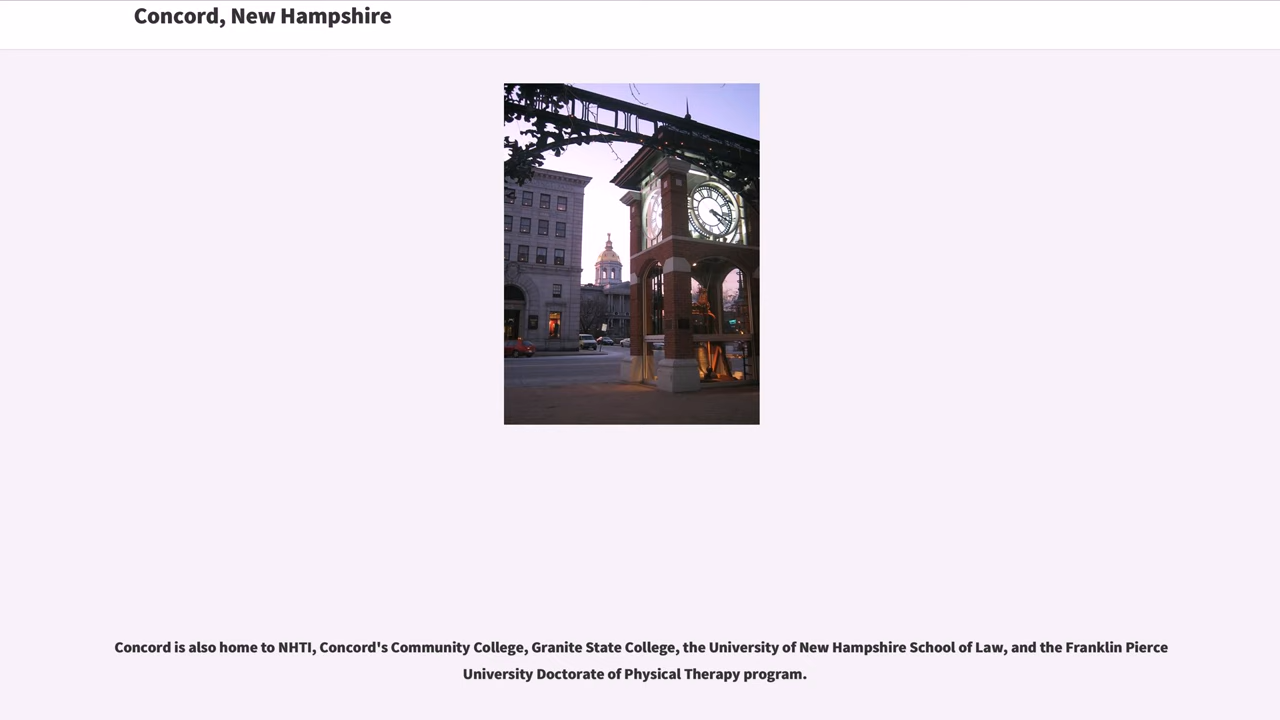 Concord, New Hampshire
Concord is also home to NHTI, Concord's Community College, Granite State College, the University of New Hampshire School of Law, and the Franklin Pierce
University Doctorate of Physical Therapy program.